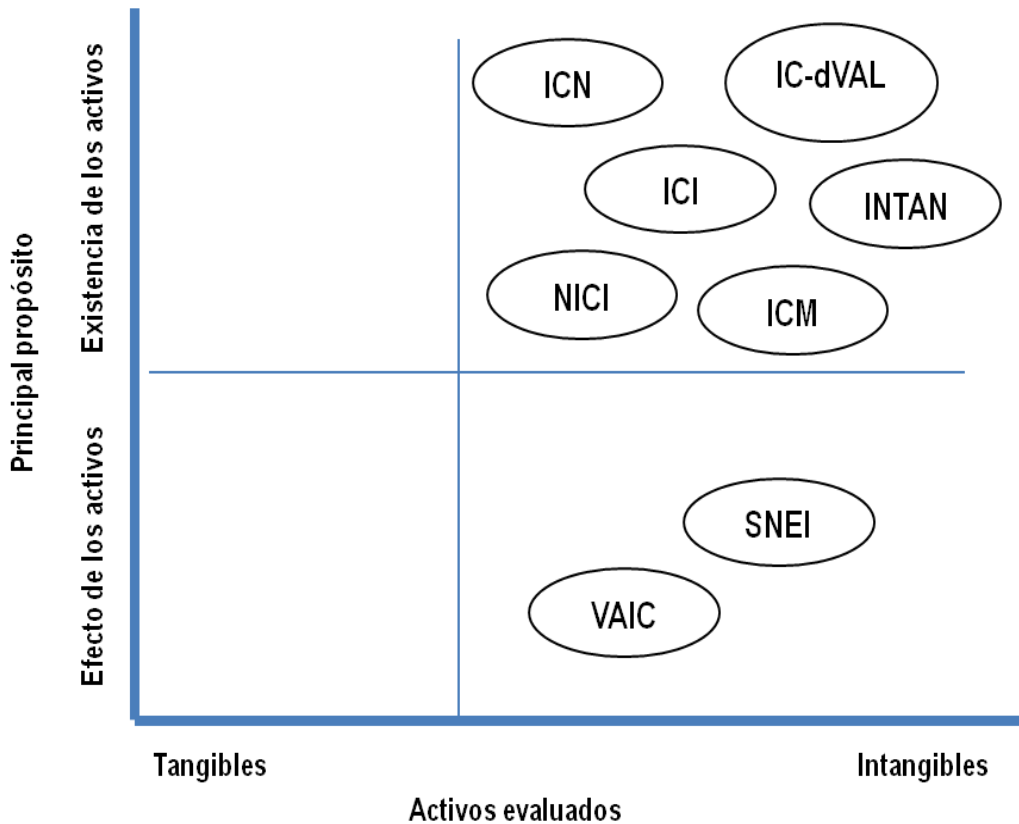 Principal propósito
Existencia de los activos
Efecto de los activos
ICN
IC-dVAL
ICI
INTAN
NICI
ICM
SNEI
VAIC
Tangibles
Intangibles
Activos evaluados